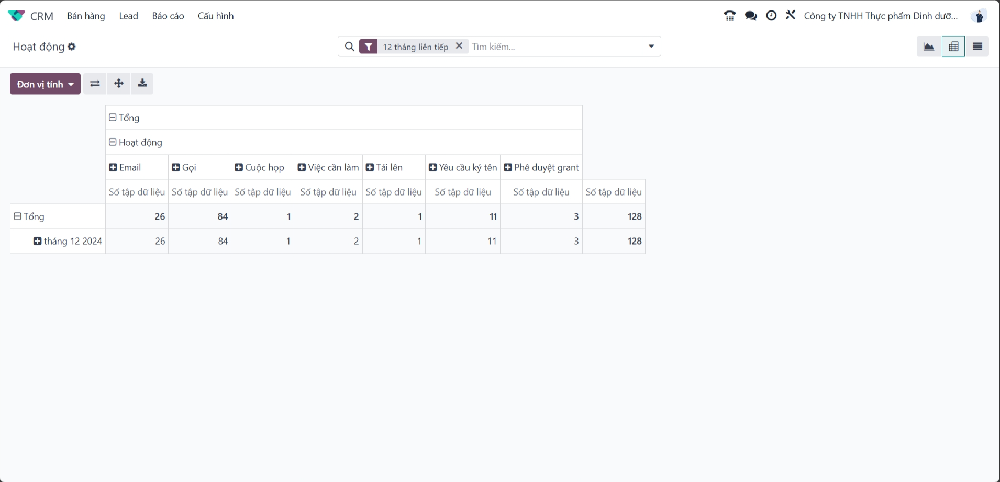 CRM Bán hàng Lead Báo cáo Cấu hình Công ty TNHH Thực phẩm Dinh dưỡ...
Hoạt động 12 tháng liên tiếp Tìm kiếm...
Đơn vị tính
Tổng
Hoạt động
Email Gọi Cuộc họp Việc cần làm Tải lên Yêu cầu ký tên Phê duyệt grant
Số tập dữ liệu Số tập dữ liệu Số tập dữ liệu Số tập dữ liệu Số tập dữ liệu Số tập dữ liệu Số tập dữ liệu Số tập dữ liệu
Tổng 26 84 1 2 1 11 3 128
tháng 12 2024 26 84 1 2 1 11 3 128